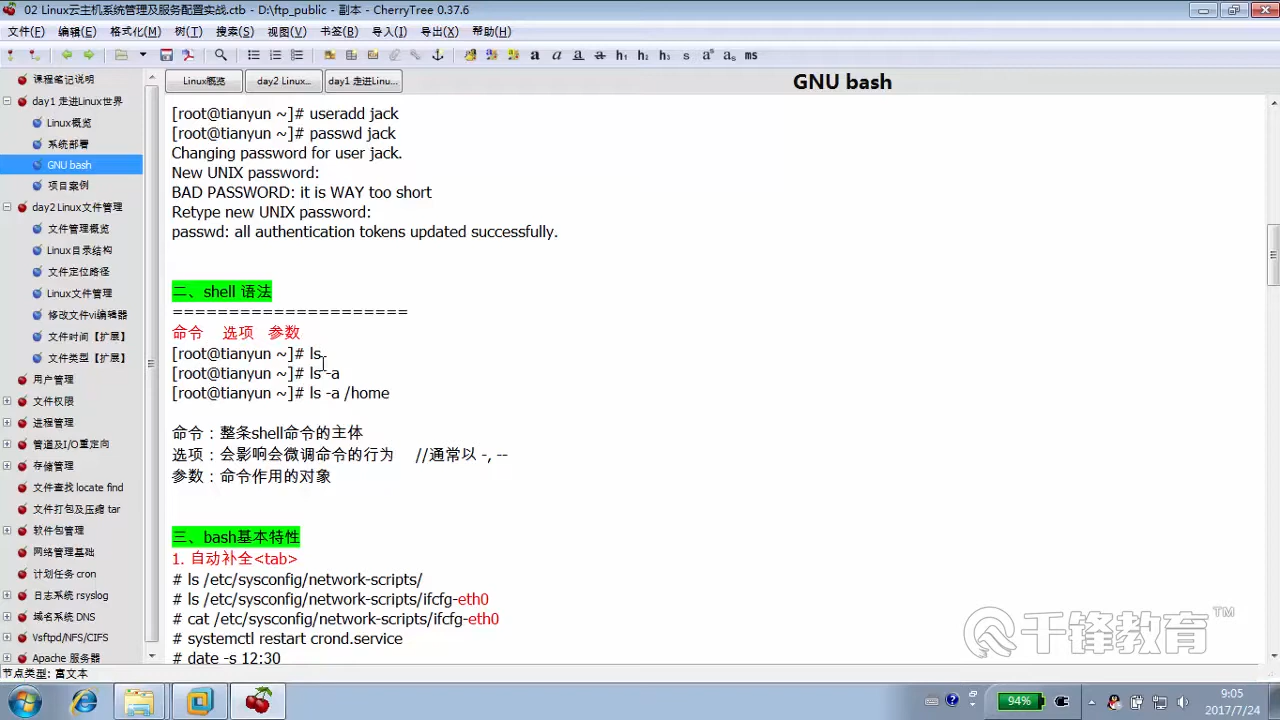 02 Linux云主机系统管理及服务配置实战.ctb - D:\ftp_public - 副本 - CherryTree 0.37.6
文件(F) 编辑(E) 格式化(M) 树(T) 搜索(S) 视图(V) 书签(B) 导入(I) 导出(X) 帮助(H)
a a a a a h₁ h₂ h₃ s aˢ aₛ ms
Linux概览 day2 Linux... day1 走进Linu...
GNU bash
课程笔记说明
day1 走进Linux世界
Linux概览
系统部署
GNU bash
项目案例
day2 Linux文件管理
文件管理概览
Linux目录结构
文件定位路径
Linux文件管理
修改文件vi编辑器
文件时间【扩展】
文件类型【扩展】
用户管理
文件权限
进程管理
管道及I/O重定向
存储管理
文件查找 locate find
文件打包及压缩 tar
软件包管理
网络管理基础
计划任务 cron
日志系统 rsyslog
域名系统 DNS
Vsftpd/NFS/CIFS
Apache 服务器
[root@tianyun ~]# useradd jack
[root@tianyun ~]# passwd jack
Changing password for user jack.
New UNIX password:
BAD PASSWORD: it is WAY too short
Retype new UNIX password:
passwd: all authentication tokens updated successfully.
二、shell 语法
=====================
命令 选项 参数
[root@tianyun ~]# ls
[root@tianyun ~]# ls -a
[root@tianyun ~]# ls -a /home
命令：整条shell命令的主体
选项：会影响会微调命令的行为 //通常以 -, --
参数：命令作用的对象
三、bash基本特性
1. 自动补全<tab>
# ls /etc/sysconfig/network-scripts/
# ls /etc/sysconfig/network-scripts/ifcfg-eth0
# cat /etc/sysconfig/network-scripts/ifcfg-eth0
# systemctl restart crond.service
# date -s 12:30
千锋教育™
节点类型: 富文本
94%
9:05
2017/7/24